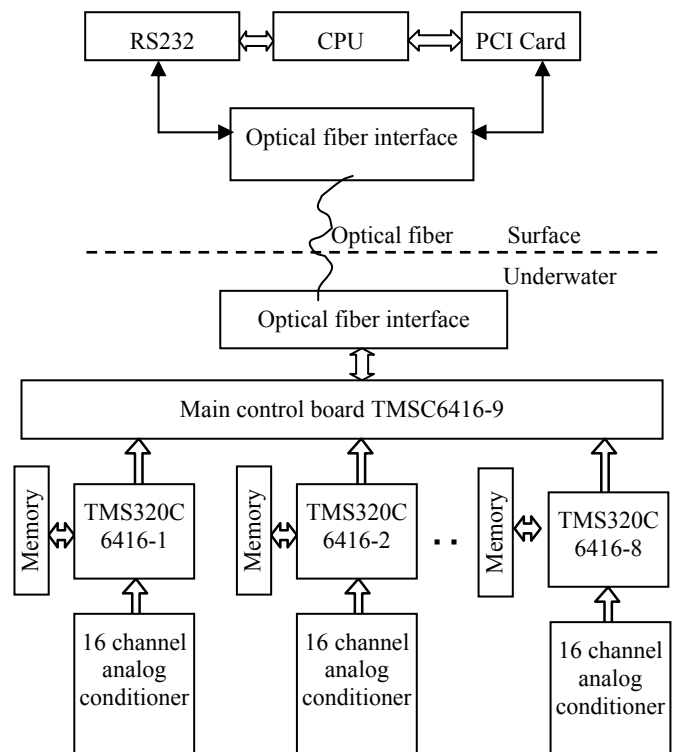 RS232
CPU
PCI Card
Optical fiber interface
Optical fiber
Surface
Underwater
Optical fiber interface
Main control board TMSC6416-9
Memory
TMS320C
6416-1
Memory
TMS320C
6416-2
..
Memory
TMS320C
6416-8
16 channel
analog
conditioner
16 channel
analog
conditioner
16 channel
analog
conditioner